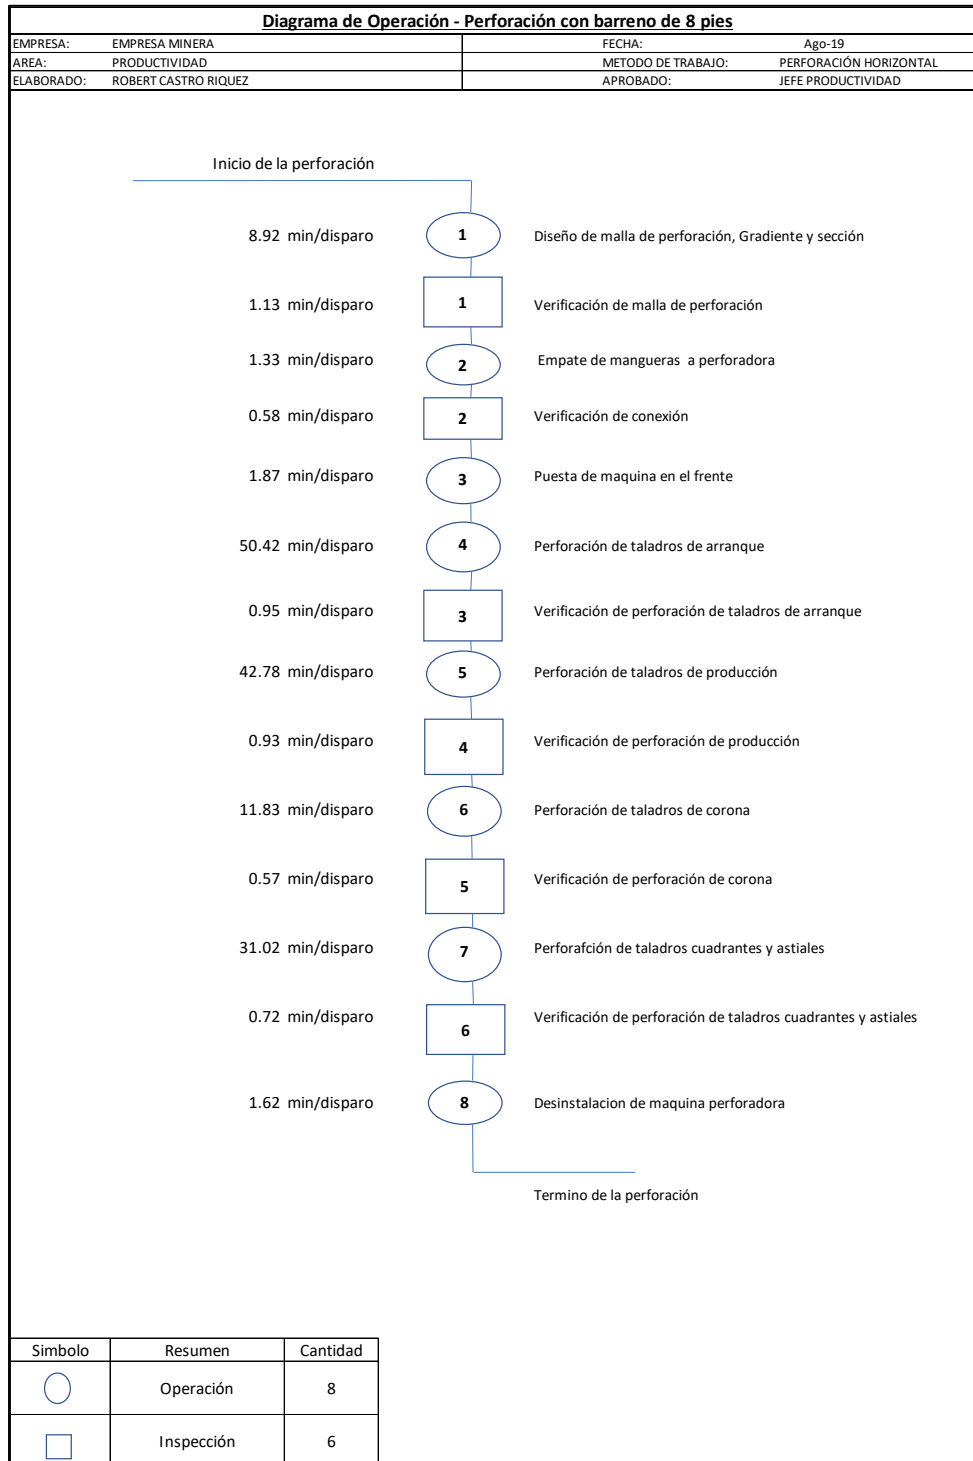 Diagrama de Operación - Perforación con barreno de 8 pies
EMPRESA: EMPRESA MINERA FECHA: Ago-19
AREA: PRODUCTIVIDAD METODO DE TRABAJO: PERFORACIÓN HORIZONTAL
ELABORADO: ROBERT CASTRO RIQUEZ APROBADO: JEFE PRODUCTIVIDAD
Inicio de la perforación
8.92 min/disparo 1 Diseño de malla de perforación, Gradiente y sección
1.13 min/disparo 1 Verificación de malla de perforación
1.33 min/disparo 2 Empate de mangueras a perforadora
0.58 min/disparo 2 Verificación de conexión
1.87 min/disparo 3 Puesta de maquina en el frente
50.42 min/disparo 4 Perforación de taladros de arranque
0.95 min/disparo 3 Verificación de perforación de taladros de arranque
42.78 min/disparo 5 Perforación de taladros de producción
0.93 min/disparo 4 Verificación de perforación de producción
11.83 min/disparo 6 Perforación de taladros de corona
0.57 min/disparo 5 Verificación de perforación de corona
31.02 min/disparo 7 Perforafción de taladros cuadrantes y astiales
0.72 min/disparo 6 Verificación de perforación de taladros cuadrantes y astiales
1.62 min/disparo 8 Desinstalacion de maquina perforadora
Termino de la perforación
Simbolo Resumen Cantidad
Operación 8
Inspección 6